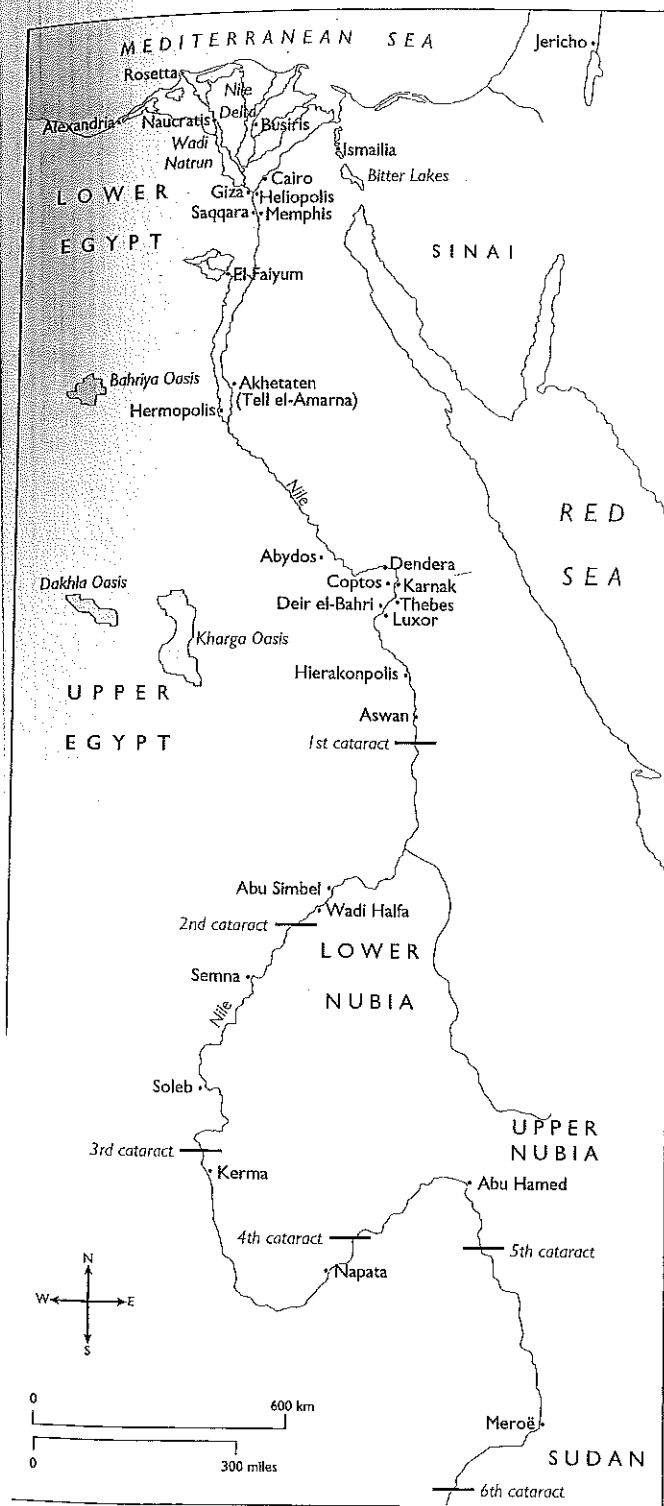 MEDITERRANEAN SEA
Jericho
Rosetta
Nile
Delta
Alexandria
Naucratis
Busiris
Wadi
Natrun
Ismailia
Bitter Lakes
Cairo
Giza
Heliopolis
LOWER
EGYPT
Saqqara
Memphis
SINAI
El Faiyum
Bahriya Oasis
Akhetaten
(Tell el-Amarna)
Hermopolis
Nile
RED
SEA
Abydos
Dendera
Coptos
Karnak
Dakhla Oasis
Deir el-Bahri
Thebes
Luxor
Kharga Oasis
UPPER
EGYPT
Hierakonpolis
Aswan
1st cataract
Abu Simbel
Wadi Halfa
2nd cataract
LOWER
NUBIA
Semna
Nile
Soleb
UPPER
NUBIA
3rd cataract
Kerma
Abu Hamed
4th cataract
5th cataract
Napata
N
W
E
S
0
600 km
0
300 miles
Meroë
SUDAN
6th cataract